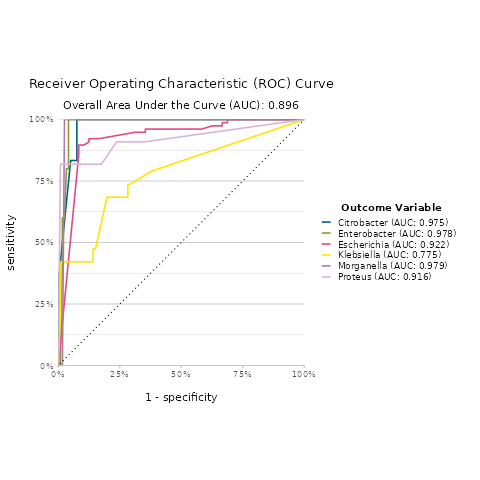 Receiver Operating Characteristic (ROC) Curve
Overall Area Under the Curve (AUC): 0.896
100%
75%
50%
25%
0%
sensitivity
0%
25%
50%
75%
100%
1 - specificity
Outcome Variable
Citrobacter (AUC: 0.975)
Enterobacter (AUC: 0.978)
Escherichia (AUC: 0.922)
Klebsiella (AUC: 0.775)
Morganella (AUC: 0.979)
Proteus (AUC: 0.916)